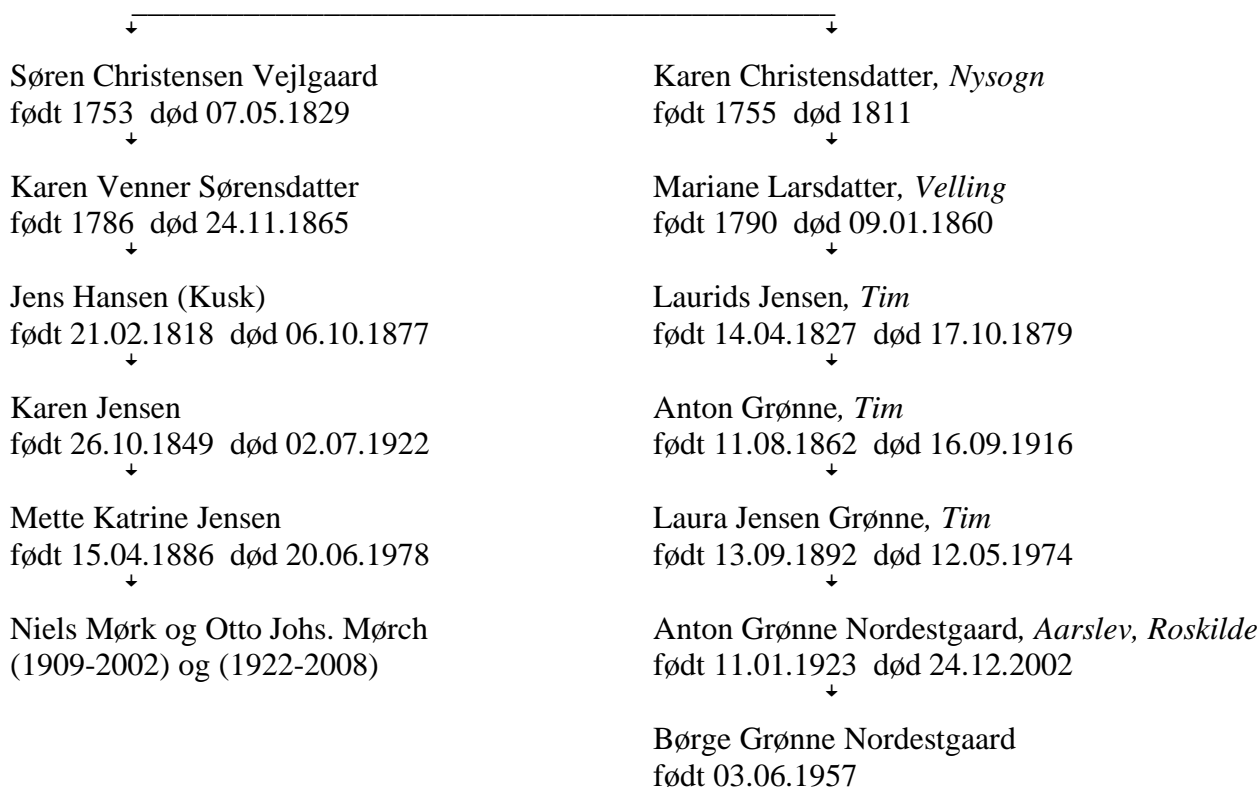 Søren Christensen Vejlgaard
født 1753 død 07.05.1829
Karen Venner Sørensdatter
født 1786 død 24.11.1865
Jens Hansen (Kusk)
født 21.02.1818 død 06.10.1877
Karen Jensen
født 26.10.1849 død 02.07.1922
Mette Katrine Jensen
født 15.04.1886 død 20.06.1978
Niels Mørk og Otto Johs. Mørch
(1909-2002) og (1922-2008)
Karen Christensdatter, Nysogn
født 1755 død 1811
Mariane Larsdatter, Velling
født 1790 død 09.01.1860
Laurids Jensen, Tim
født 14.04.1827 død 17.10.1879
Anton Grønne, Tim
født 11.08.1862 død 16.09.1916
Laura Jensen Grønne, Tim
født 13.09.1892 død 12.05.1974
Anton Grønne Nordestgaard, Aarslev, Roskilde
født 11.01.1923 død 24.12.2002
Børge Grønne Nordestgaard
født 03.06.1957